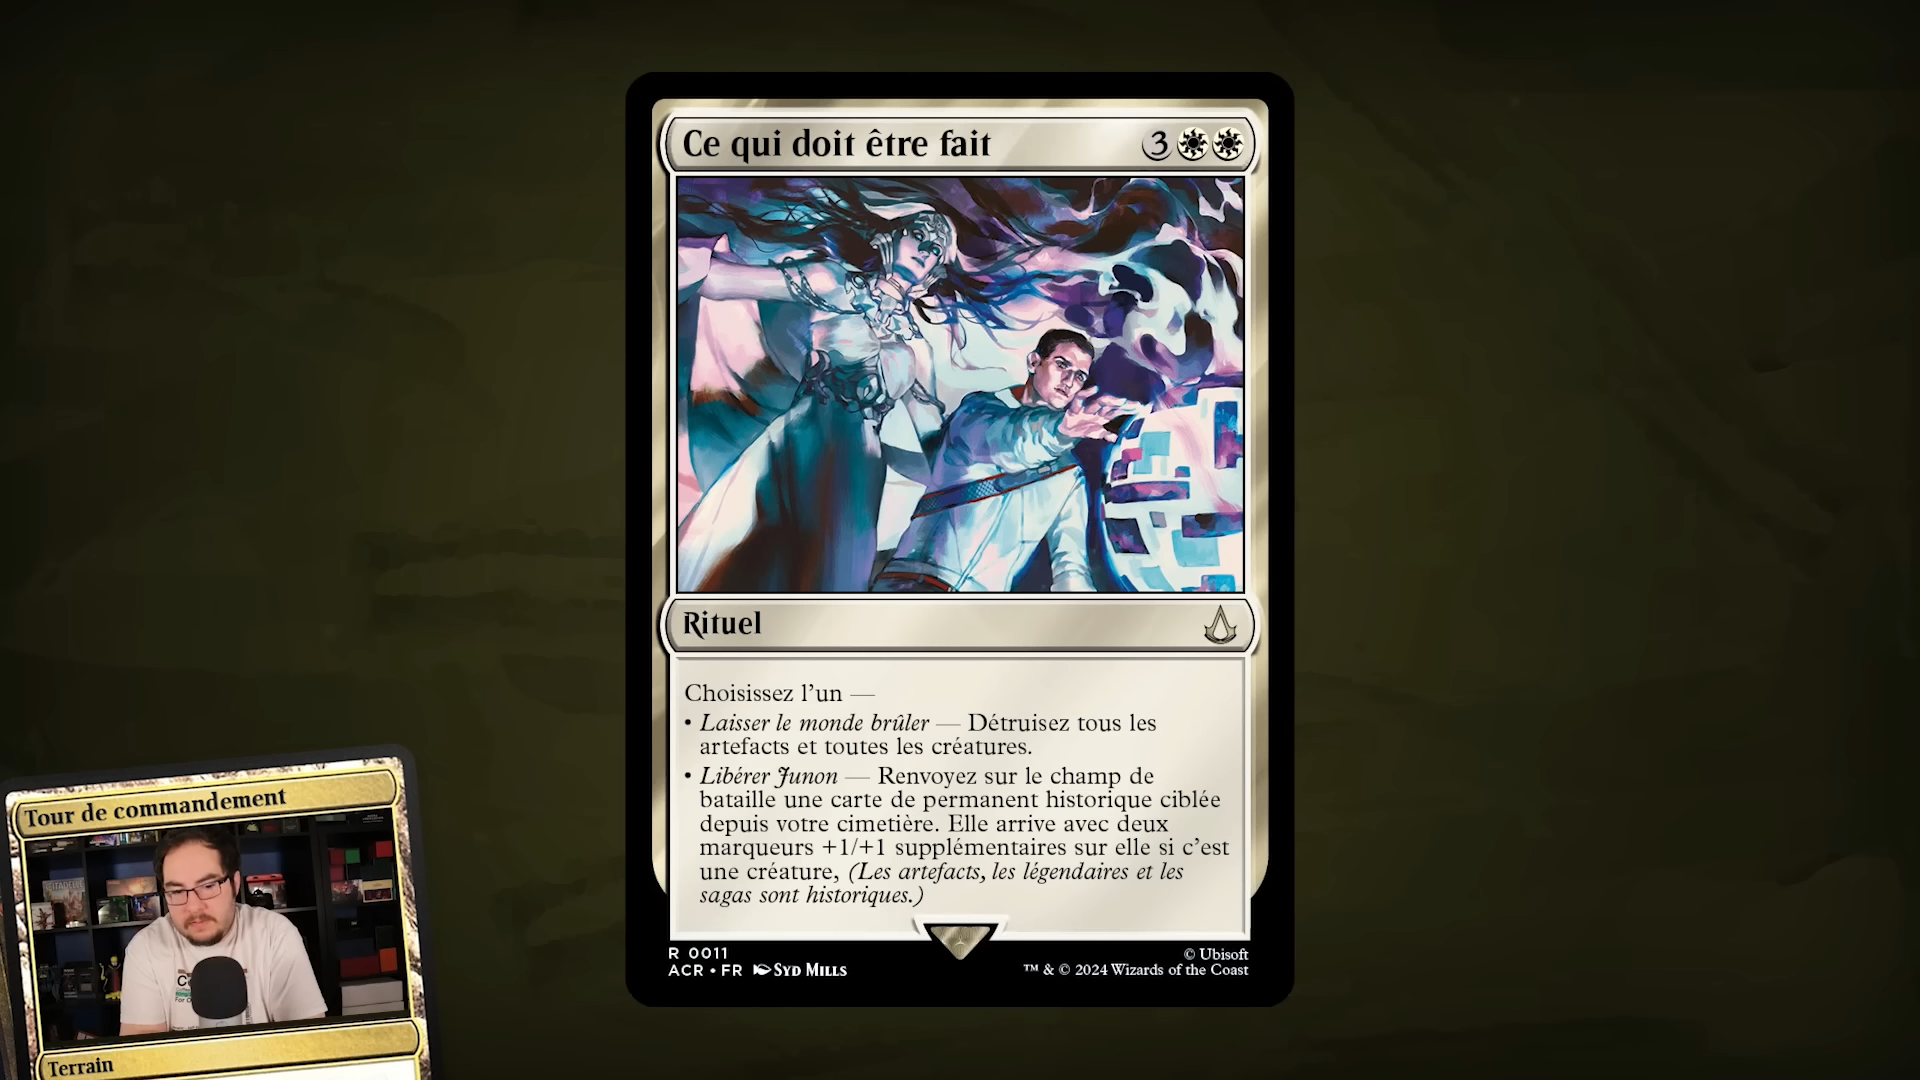 Ce qui doit être fait
3
Rituel
Choisissez l’un —
• Laisser le monde brûler — Détruisez tous les
artefacts et toutes les créatures.
• Libérer Junon — Renvoyez sur le champ de
bataille une carte de permanent historique ciblée
depuis votre cimetière. Elle arrive avec deux
marqueurs +1/+1 supplémentaires sur elle si c’est
une créature, (Les artefacts, les légendaires et les
sagas sont historiques.)
R 0011
ACR • FR Syd Mills
© Ubisoft
™ & © 2024 Wizards of the Coast
Tour de commandement
Terrain